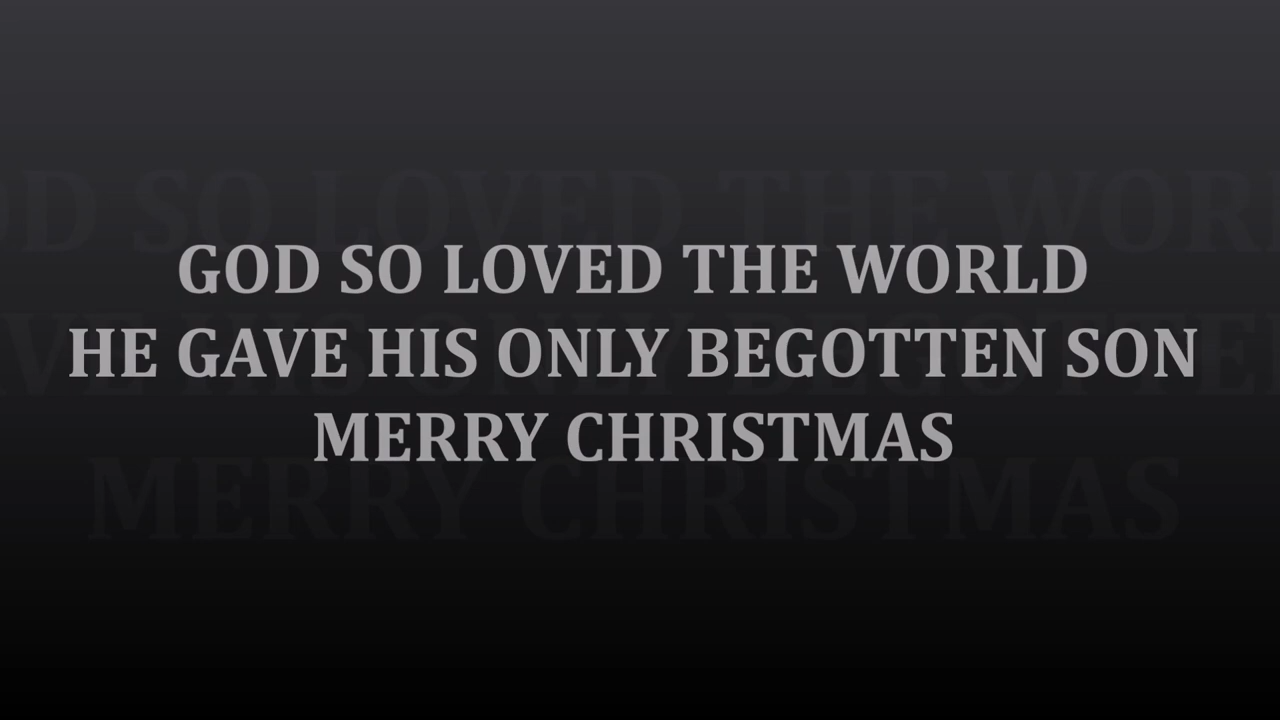 GOD SO LOVED THE WORLD
HE GAVE HIS ONLY BEGOTTEN SON
MERRY CHRISTMAS